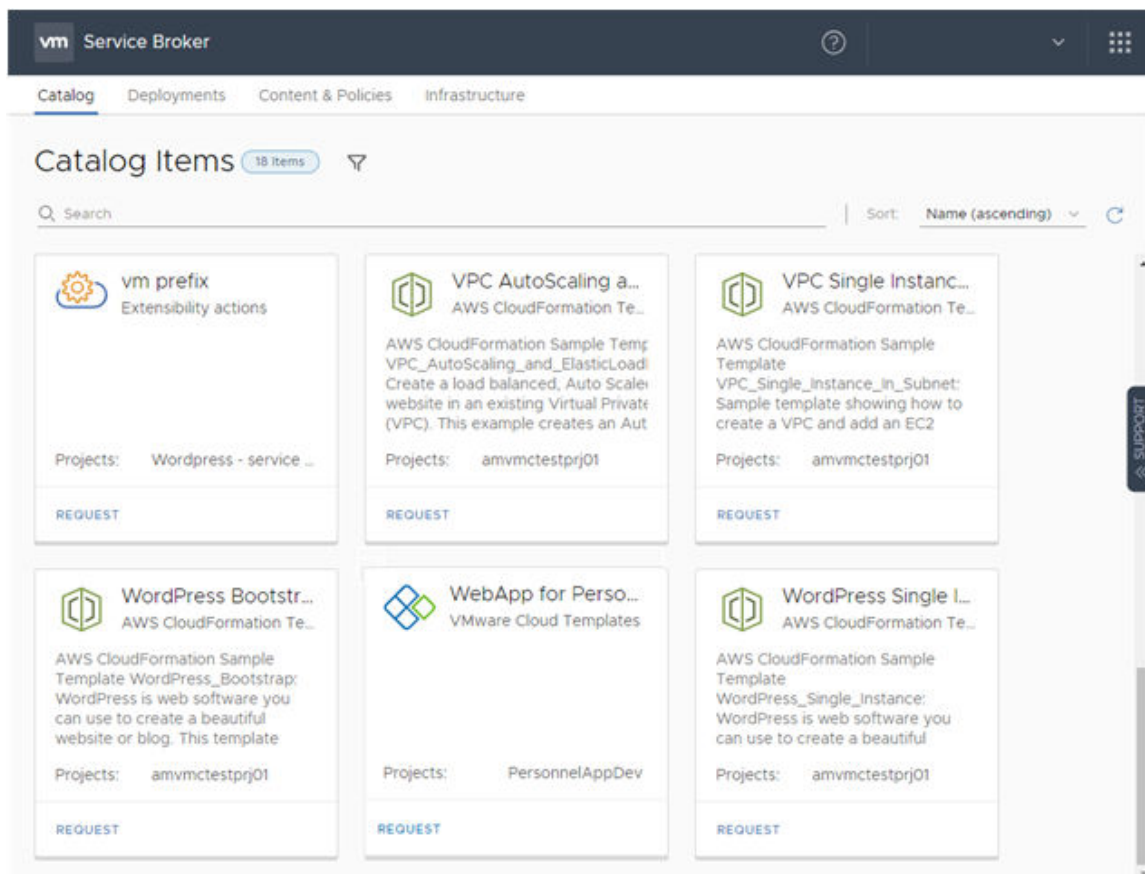 vm Service Broker
Catalog Deployments Content & Policies Infrastructure
Catalog Items 18 items
Search Sort: Name (ascending)
vm prefix
Extensibility actions
Projects: Wordpress - service ...
REQUEST
VPC AutoScaling a...
AWS CloudFormation Te...
AWS CloudFormation Sample Temp
VPC_AutoScaling_and_ElasticLoadl
Create a load balanced, Auto Scale
website in an existing Virtual Private
(VPC). This example creates an Aut
Projects: amvmctestprj01
REQUEST
VPC Single Instanc...
AWS CloudFormation Te...
AWS CloudFormation Sample
Template
VPC_Single_Instance_In_Subnet:
Sample template showing how to
create a VPC and add an EC2
Projects: amvmctestprj01
REQUEST
SUPPORT
WordPress Bootstr...
AWS CloudFormation Te...
AWS CloudFormation Sample
Template WordPress_Bootstrap:
WordPress is web software you
can use to create a beautiful
website or blog. This template
Projects: amvmctestprj01
REQUEST
WebApp for Perso...
VMware Cloud Templates
Projects: PersonnelAppDev
REQUEST
WordPress Single I...
AWS CloudFormation Te...
AWS CloudFormation Sample
Template
WordPress_Single_Instance:
WordPress is web software you
can use to create a beautiful
Projects: amvmctestprj01
REQUEST